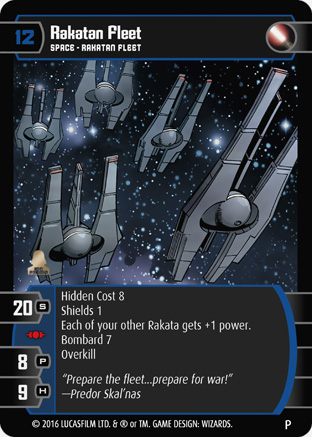 12
Rakatan Fleet
SPACE · RAKATAN FLEET
20 S
8 P
9 H
Hidden Cost 8
Shields 1
Each of your other Rakata gets +1 power.
Bombard 7
Overkill
“Prepare the fleet...prepare for war!”
—Predor Skal’nas
© 2016 LUCASFILM LTD. & ® or TM. GAME DESIGN: WIZARDS.
P